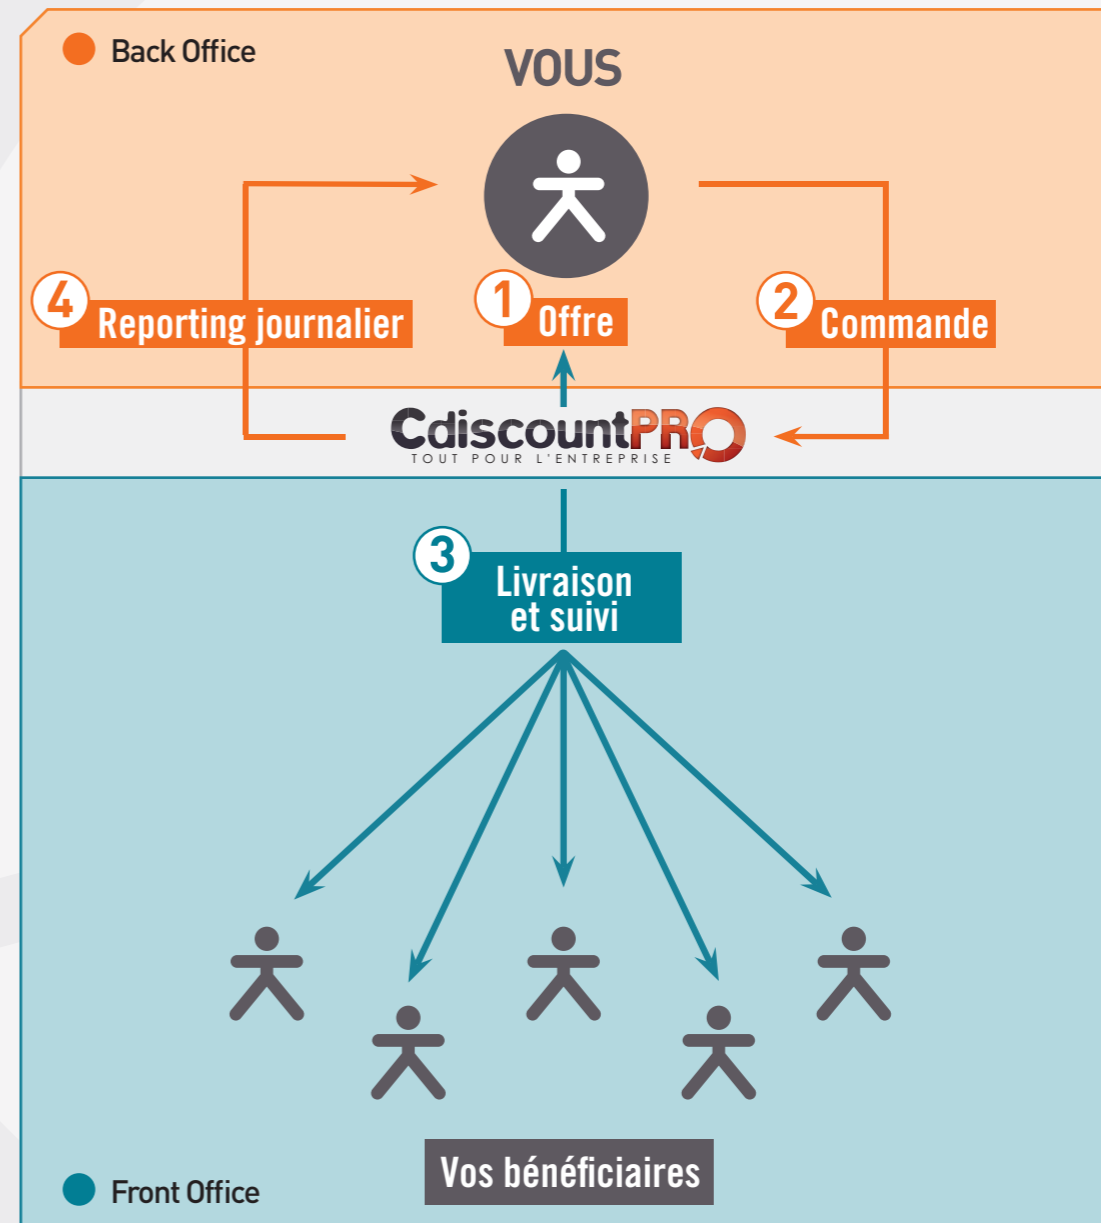 Back Office
VOUS
4 Reporting journalier
1 Offre
2 Commande
CdiscountPRO
TOUT POUR L'ENTREPRISE
3 Livraison
et suivi
Vos bénéficiaires
Front Office